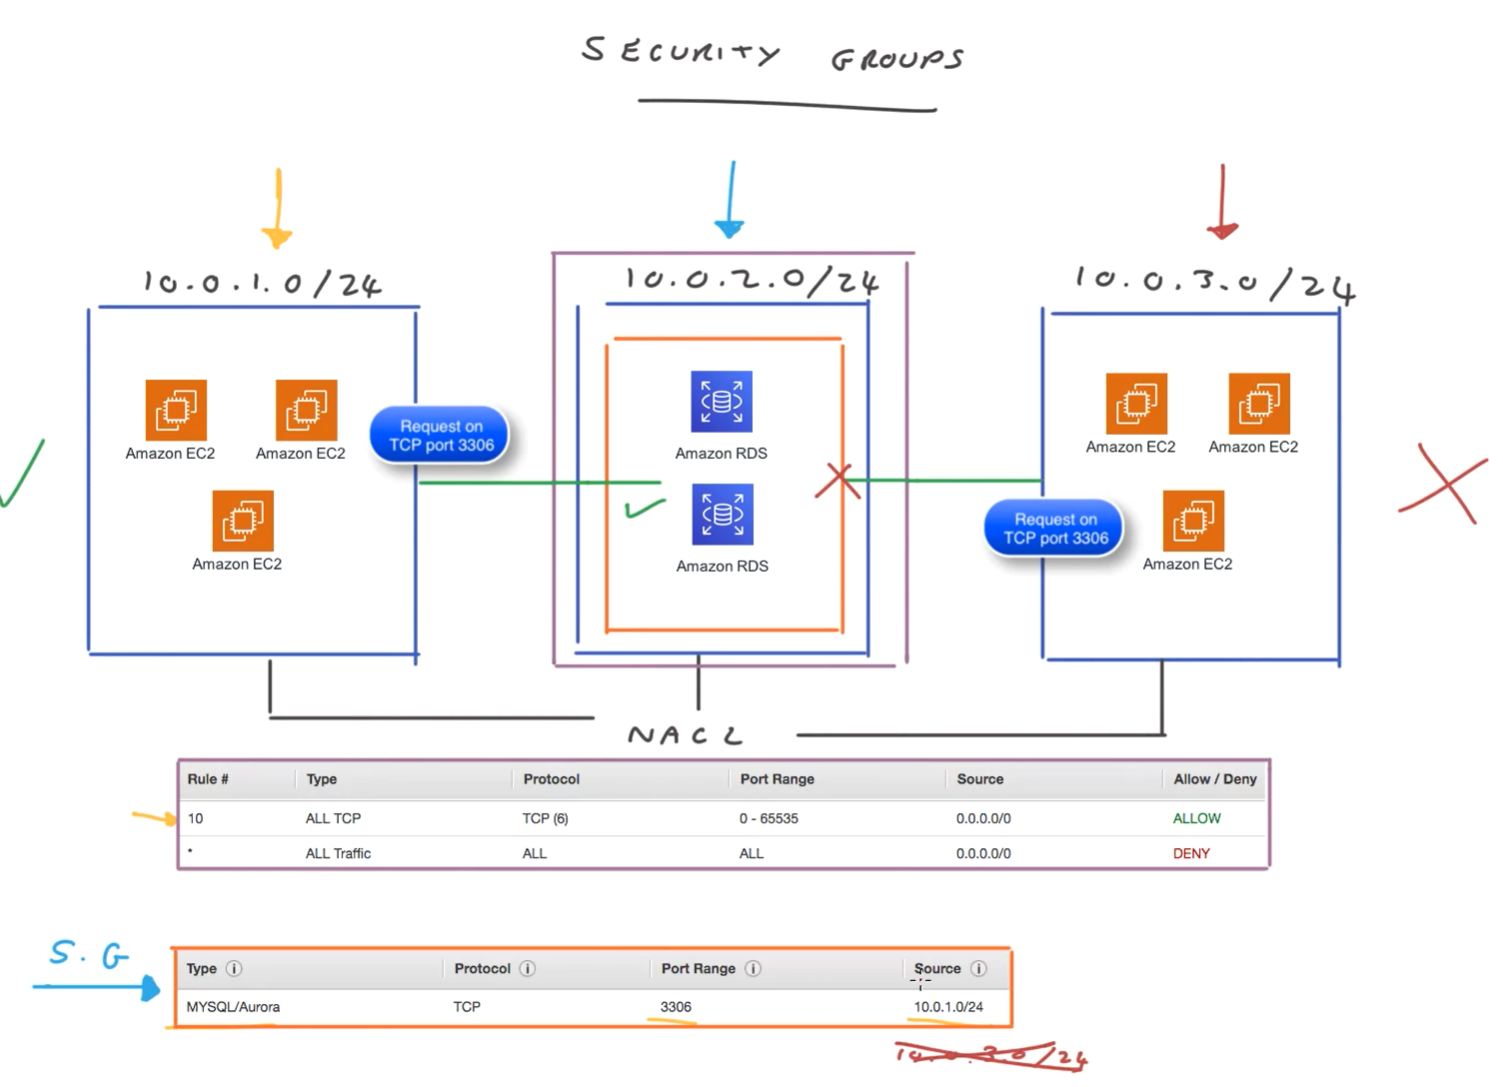 SECURITY GROUPS
10.0.1.0/24
10.0.2.0/24
10.0.3.0/24
Amazon EC2
Amazon EC2
Amazon EC2
Request on
TCP port 3306
Amazon RDS
Amazon RDS
Amazon EC2
Amazon EC2
Amazon EC2
Request on
TCP port 3306
NACL
Rule # Type Protocol Port Range Source Allow / Deny
10 ALL TCP TCP (6) 0 - 65535 0.0.0.0/0 ALLOW
* ALL Traffic ALL ALL 0.0.0.0/0 DENY
S.G
Type Protocol Port Range Source
MYSQL/Aurora TCP 3306 10.0.1.0/24
10.0.3.0/24